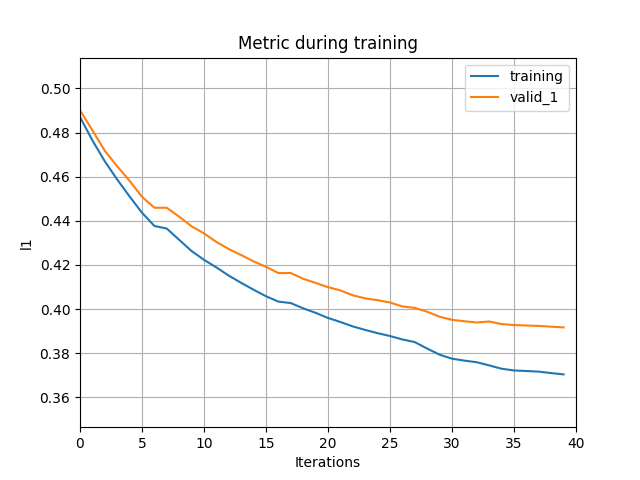 Metric during training
training
valid_1
0.50
0.48
0.46
0.44
0.42
0.40
0.38
0.36
l1
0 5 10 15 20 25 30 35 40
Iterations